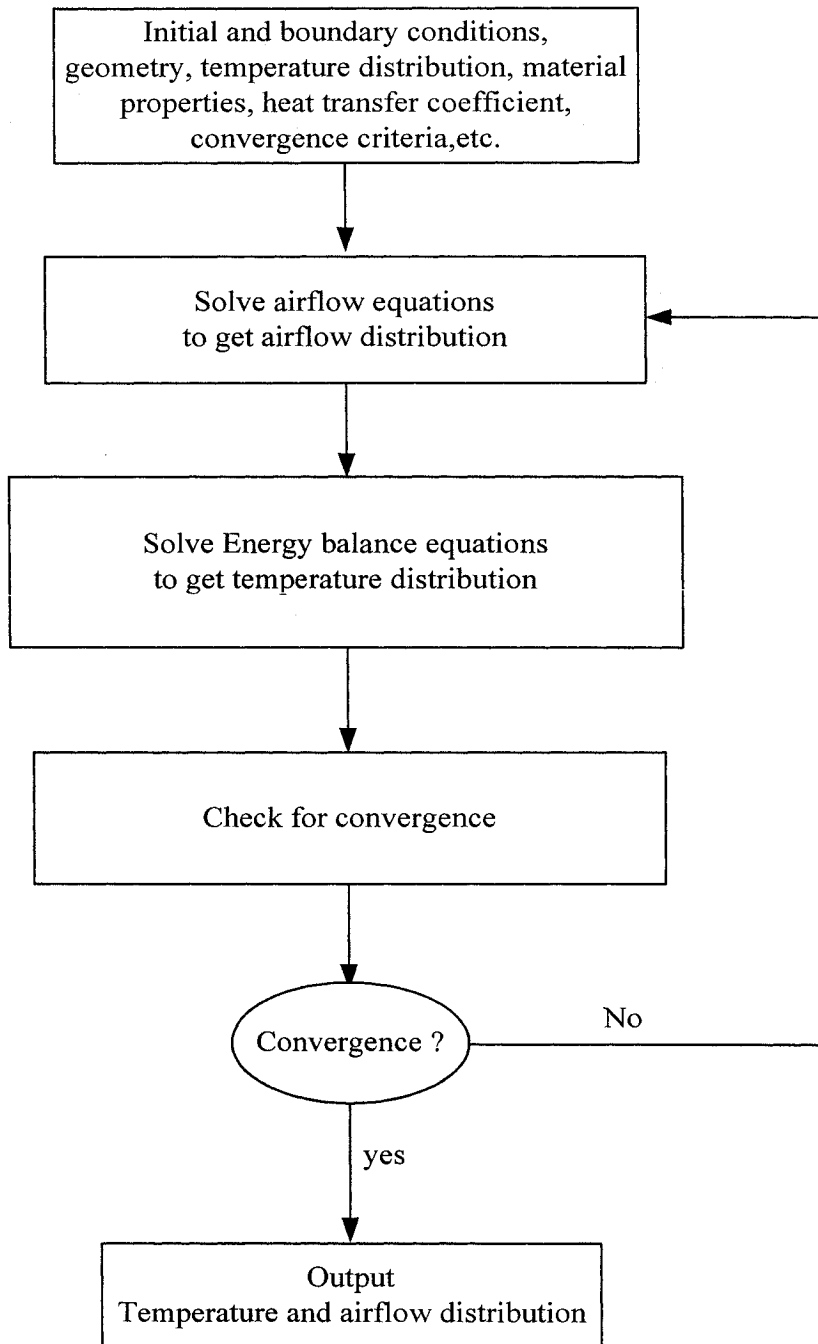 Initial and boundary conditions,
geometry, temperature distribution, material
properties, heat transfer coefficient,
convergence criteria,etc.
Solve airflow equations
to get airflow distribution
Solve Energy balance equations
to get temperature distribution
Check for convergence
Convergence ?
No
yes
Output
Temperature and airflow distribution